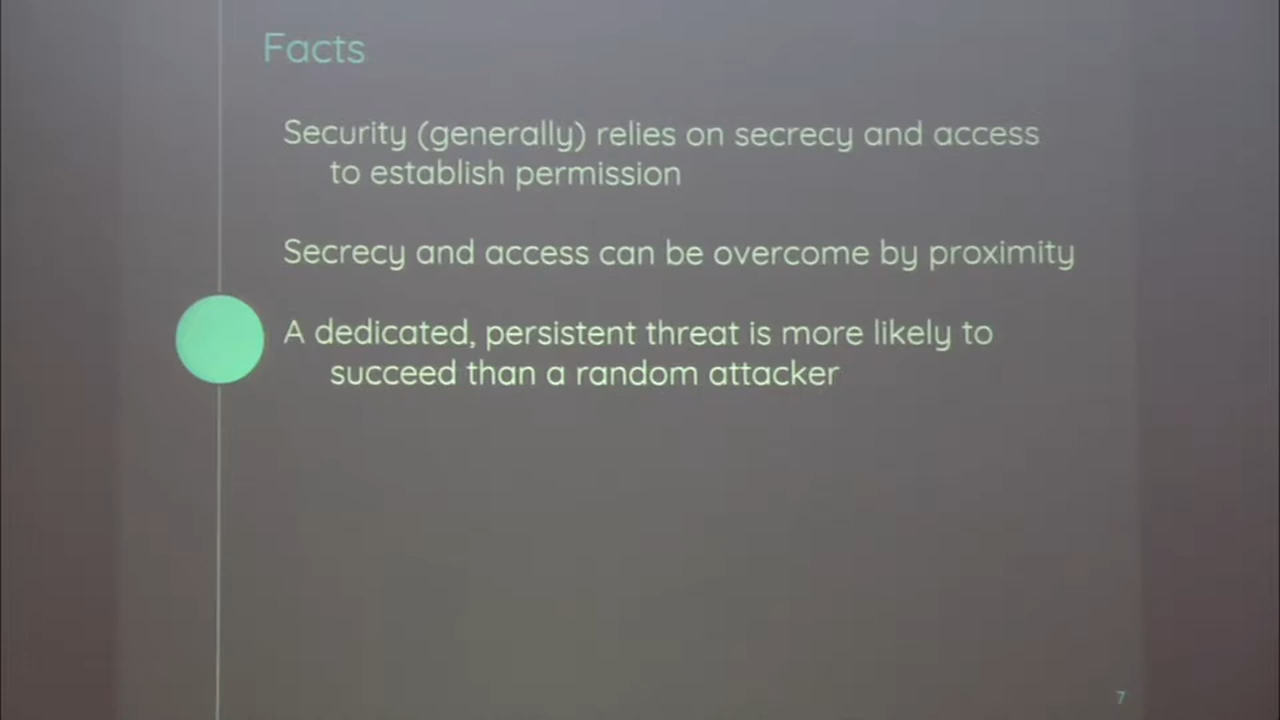 Facts
Security (generally) relies on secrecy and access
to establish permission
Secrecy and access can be overcome by proximity
A dedicated, persistent threat is more likely to
succeed than a random attacker
7